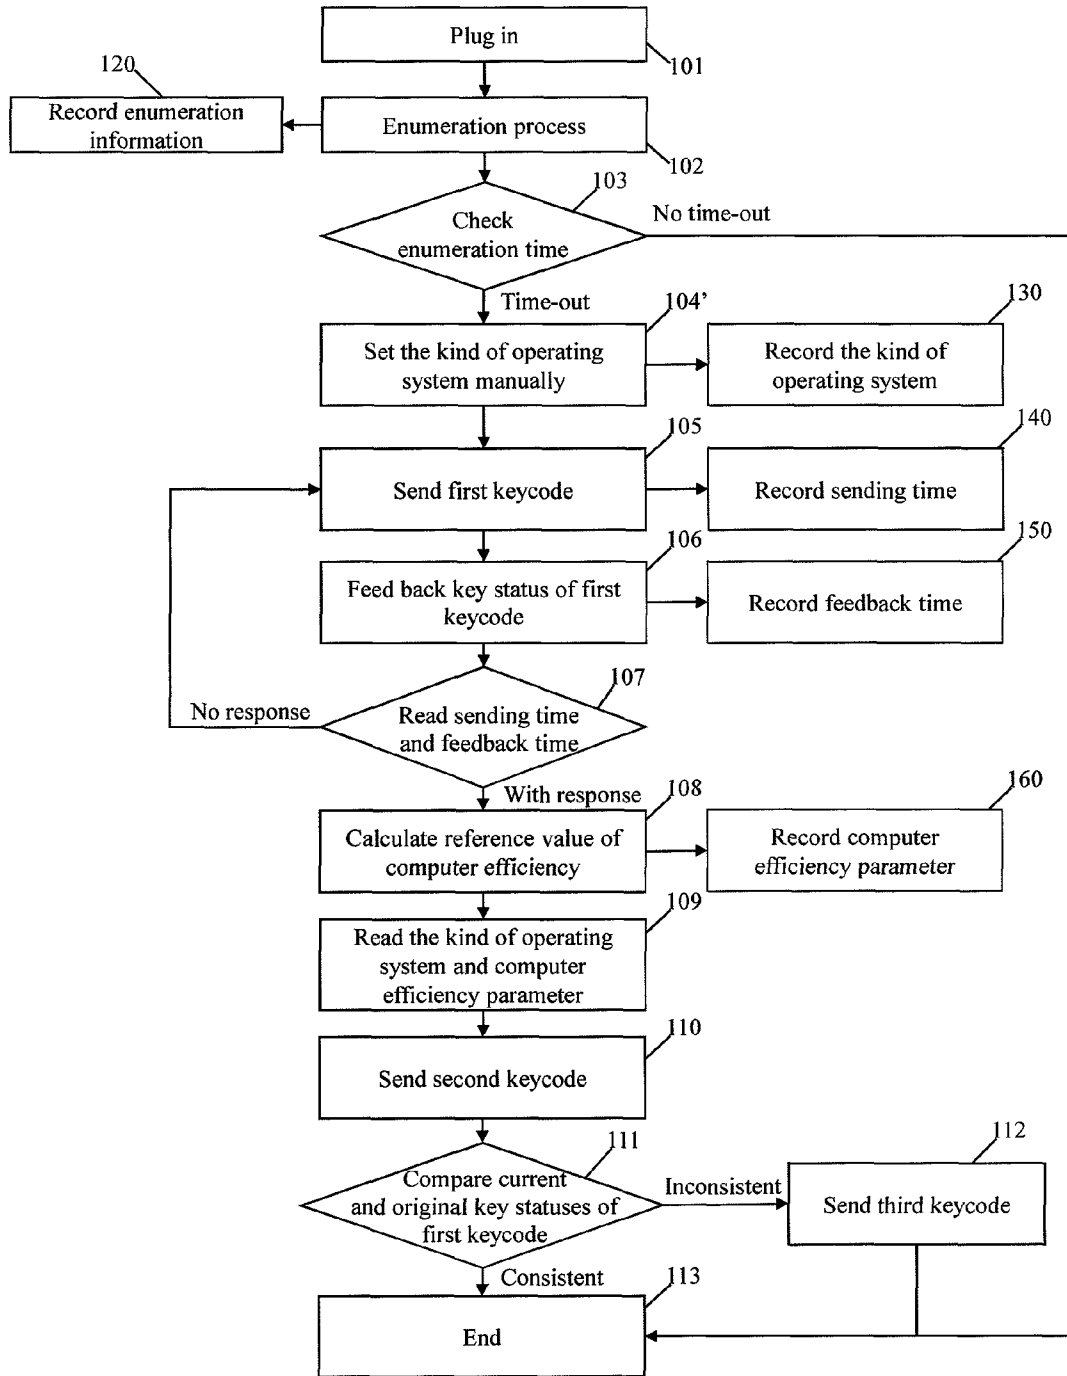 Plug in
101
120
Record enumeration
information
Enumeration process
102
103
Check
enumeration time
No time-out
Time-out
104’
130
Set the kind of operating
system manually
Record the kind of
operating system
105
140
Send first keycode
Record sending time
106
150
Feed back key status of first
keycode
Record feedback time
107
No response
Read sending time
and feedback time
With response
108
160
Calculate reference value of
computer efficiency
Record computer
efficiency parameter
109
Read the kind of operating
system and computer
efficiency parameter
110
Send second keycode
111
112
Compare current
and original key statuses of
first keycode
Inconsistent
Send third keycode
Consistent
113
End